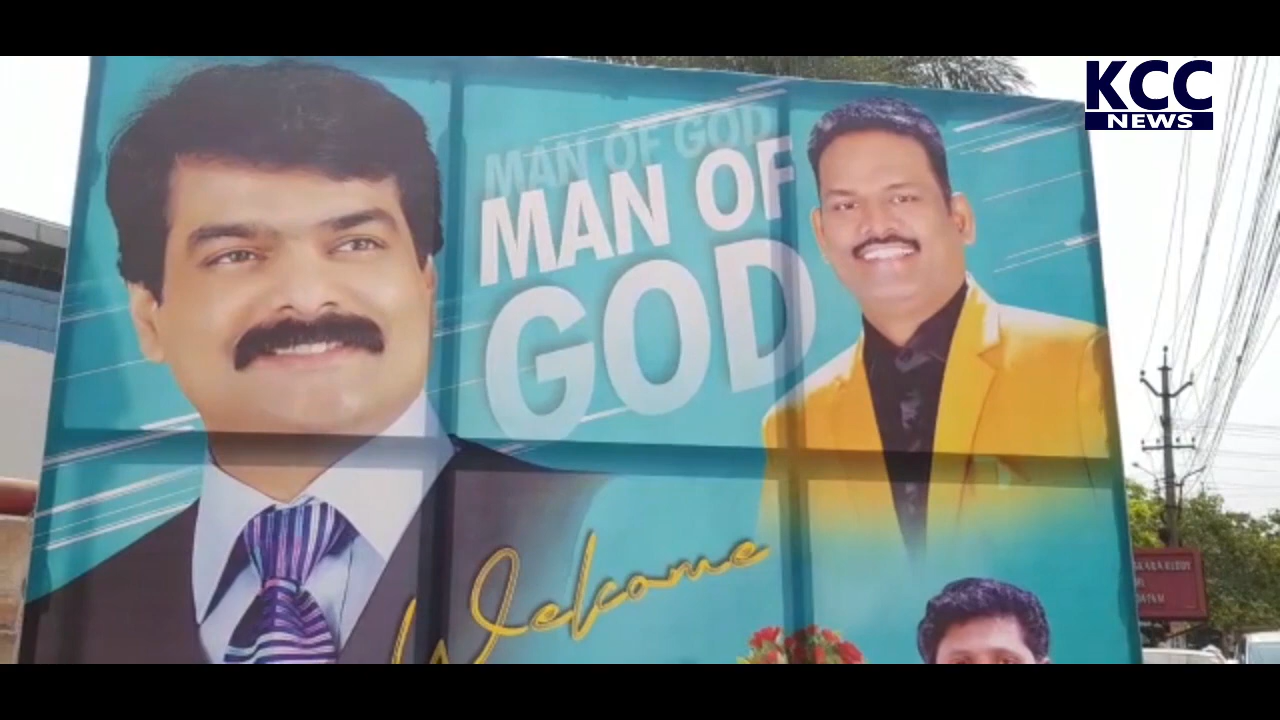 KCC
NEWS
MAN OF GOD
MAN OF
GOD
Welcome